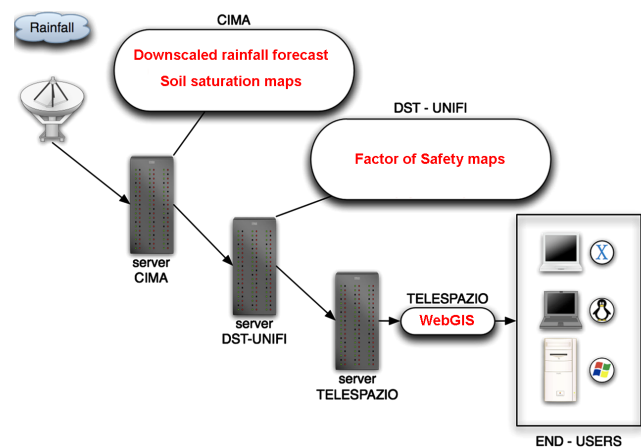 CIMA
Rainfall
Downscaled rainfall forecast
Soil saturation maps
DST - UNIFI
Factor of Safety maps
server
CIMA
server
DST-UNIFI
server
TELESPAZIO
TELESPAZIO
WebGIS
X
END - USERS